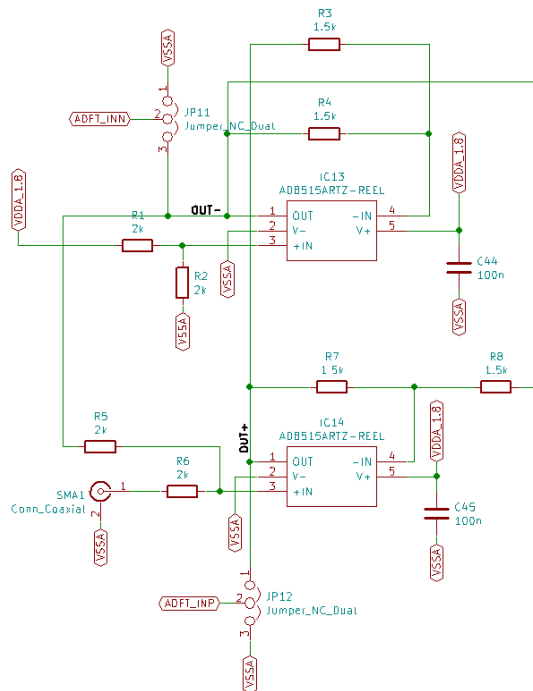 R3
1.5k
VSSA
1
JP11
ADFT_INN
2
Jumper_NC_Dual
3
R4
1.5k
VDDA_1.8
VDDA_1.8
IC13
AD8515ARTZ-REEL
OUT-
1
OUT
-IN
4
2
V-
V+
5
3
+IN
R1
2k
VSSA
R2
2k
C44
100n
VSSA
VSSA
R7
1.5k
R8
1.5k
VDDA_1.8
R5
2k
OUT+
IC14
AD8515ARTZ-REEL
1
OUT
-IN
4
2
V-
V+
5
3
+IN
R6
2k
SMA1
Conn_Coaxial
1
2
VSSA
VSSA
C45
100n
VSSA
1
JP12
ADFT_INP
2
Jumper_NC_Dual
3
VSSA